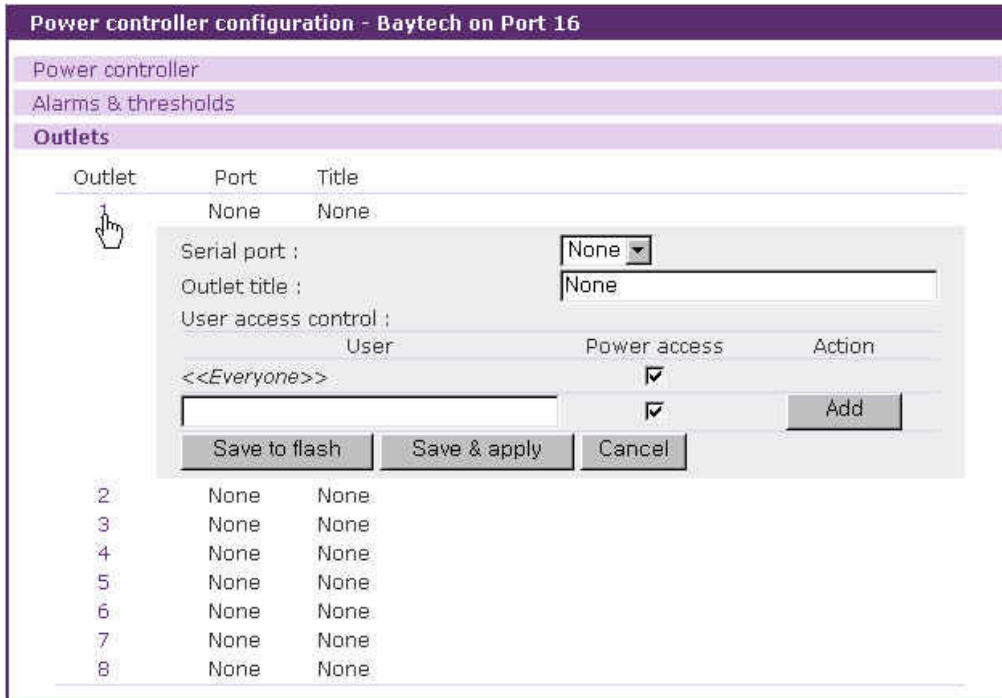 Power controller configuration - Baytech on Port 16
Power controller
Alarms & thresholds
Outlets
Outlet Port Title
1 None None
Serial port : None
Outlet title : None
User access control :
User Power access Action
<<Everyone>>
Add
Save to flash Save & apply Cancel
2 None None
3 None None
4 None None
5 None None
6 None None
7 None None
8 None None